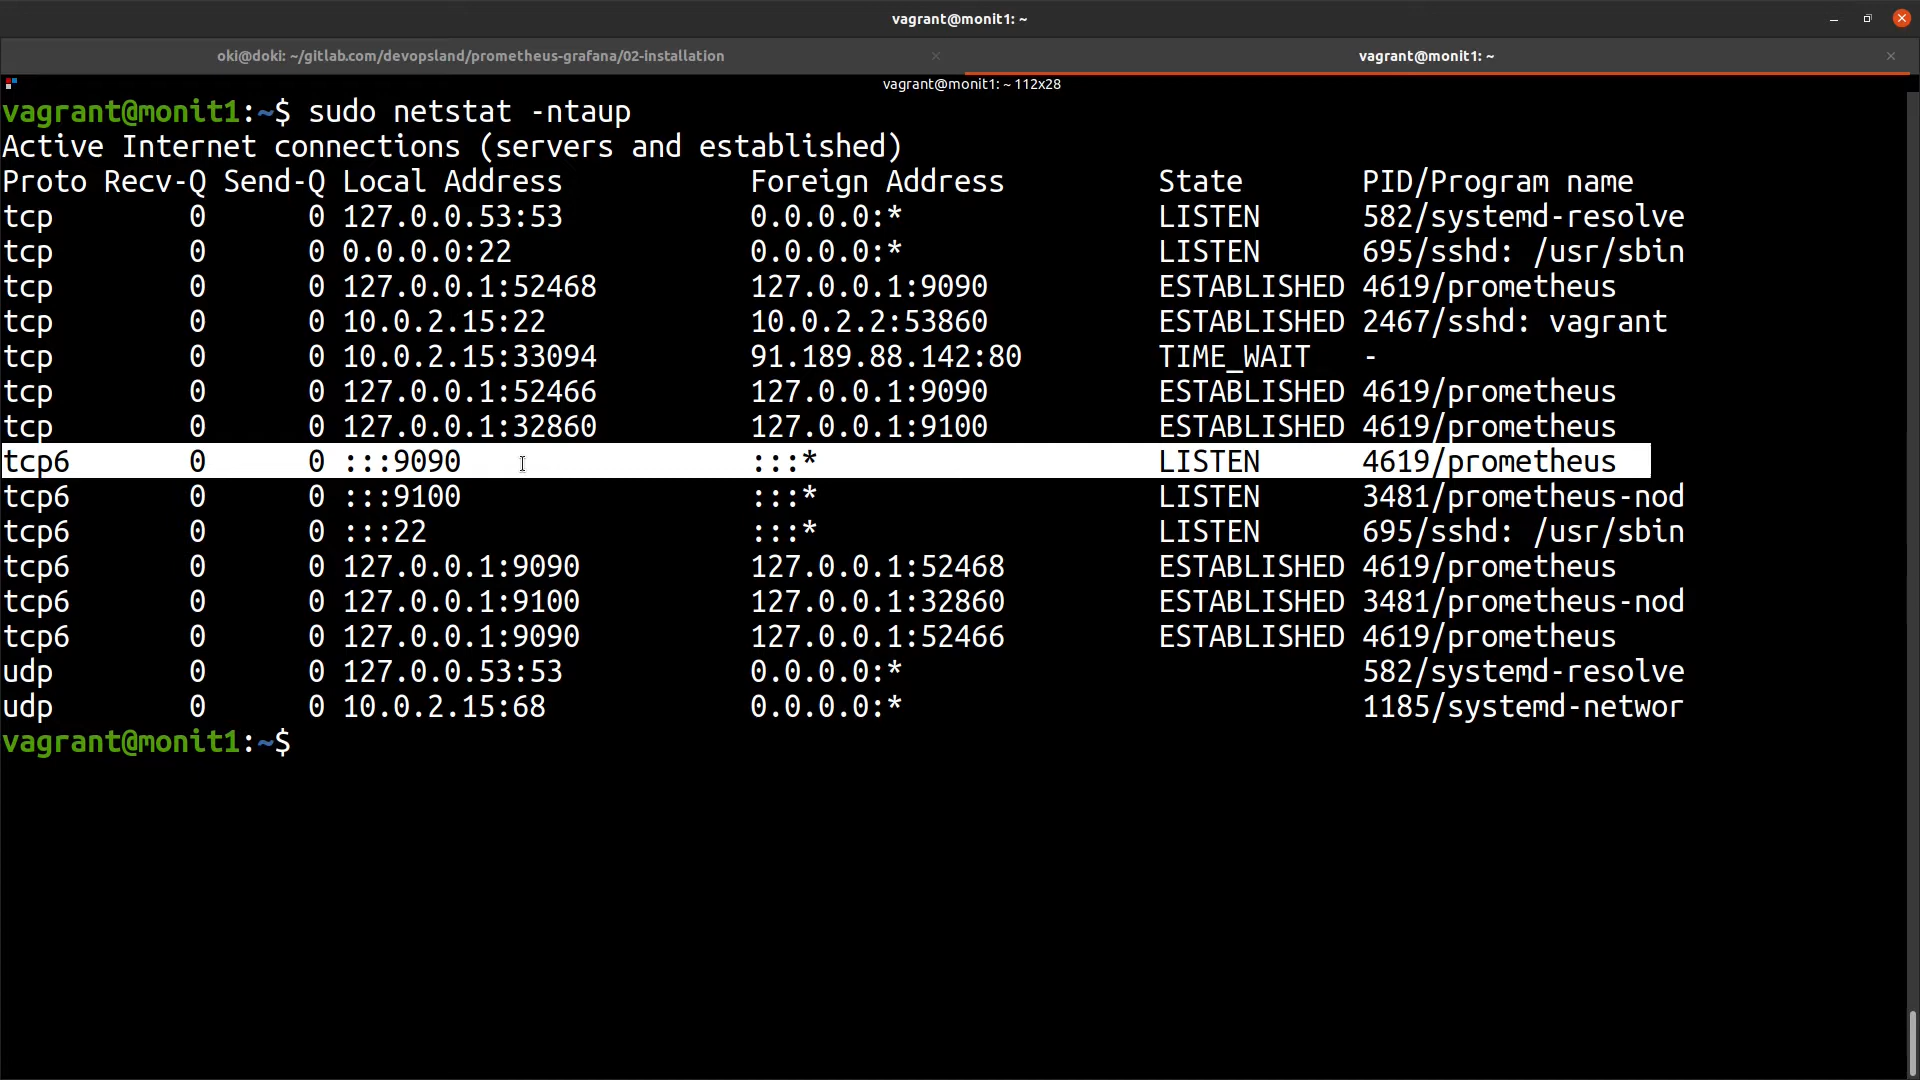 vagrant@monit1: ~
oki@doki: ~/gitlab.com/devopsland/prometheus-grafana/02-installation
vagrant@monit1: ~
vagrant@monit1: ~ 112x28
vagrant@monit1:~$ sudo netstat -ntaup
Active Internet connections (servers and established)
Proto Recv-Q Send-Q Local Address           Foreign Address         State       PID/Program name
tcp        0      0 127.0.0.53:53           0.0.0.0:*               LISTEN      582/systemd-resolve
tcp        0      0 0.0.0.0:22              0.0.0.0:*               LISTEN      695/sshd: /usr/sbin
tcp        0      0 127.0.0.1:52468         127.0.0.1:9090          ESTABLISHED 4619/prometheus
tcp        0      0 10.0.2.15:22            10.0.2.2:53860          ESTABLISHED 2467/sshd: vagrant
tcp        0      0 10.0.2.15:33094         91.189.88.142:80        TIME_WAIT   -
tcp        0      0 127.0.0.1:52466         127.0.0.1:9090          ESTABLISHED 4619/prometheus
tcp        0      0 127.0.0.1:32860         127.0.0.1:9100          ESTABLISHED 4619/prometheus
tcp6       0      0 :::9090                 :::*                    LISTEN      4619/prometheus
tcp6       0      0 :::9100                 :::*                    LISTEN      3481/prometheus-nod
tcp6       0      0 :::22                   :::*                    LISTEN      695/sshd: /usr/sbin
tcp6       0      0 127.0.0.1:9090          127.0.0.1:52468         ESTABLISHED 4619/prometheus
tcp6       0      0 127.0.0.1:9100          127.0.0.1:32860         ESTABLISHED 3481/prometheus-nod
tcp6       0      0 127.0.0.1:9090          127.0.0.1:52466         ESTABLISHED 4619/prometheus
udp        0      0 127.0.0.53:53           0.0.0.0:*                           582/systemd-resolve
udp        0      0 10.0.2.15:68            0.0.0.0:*                           1185/systemd-networ
vagrant@monit1:~$